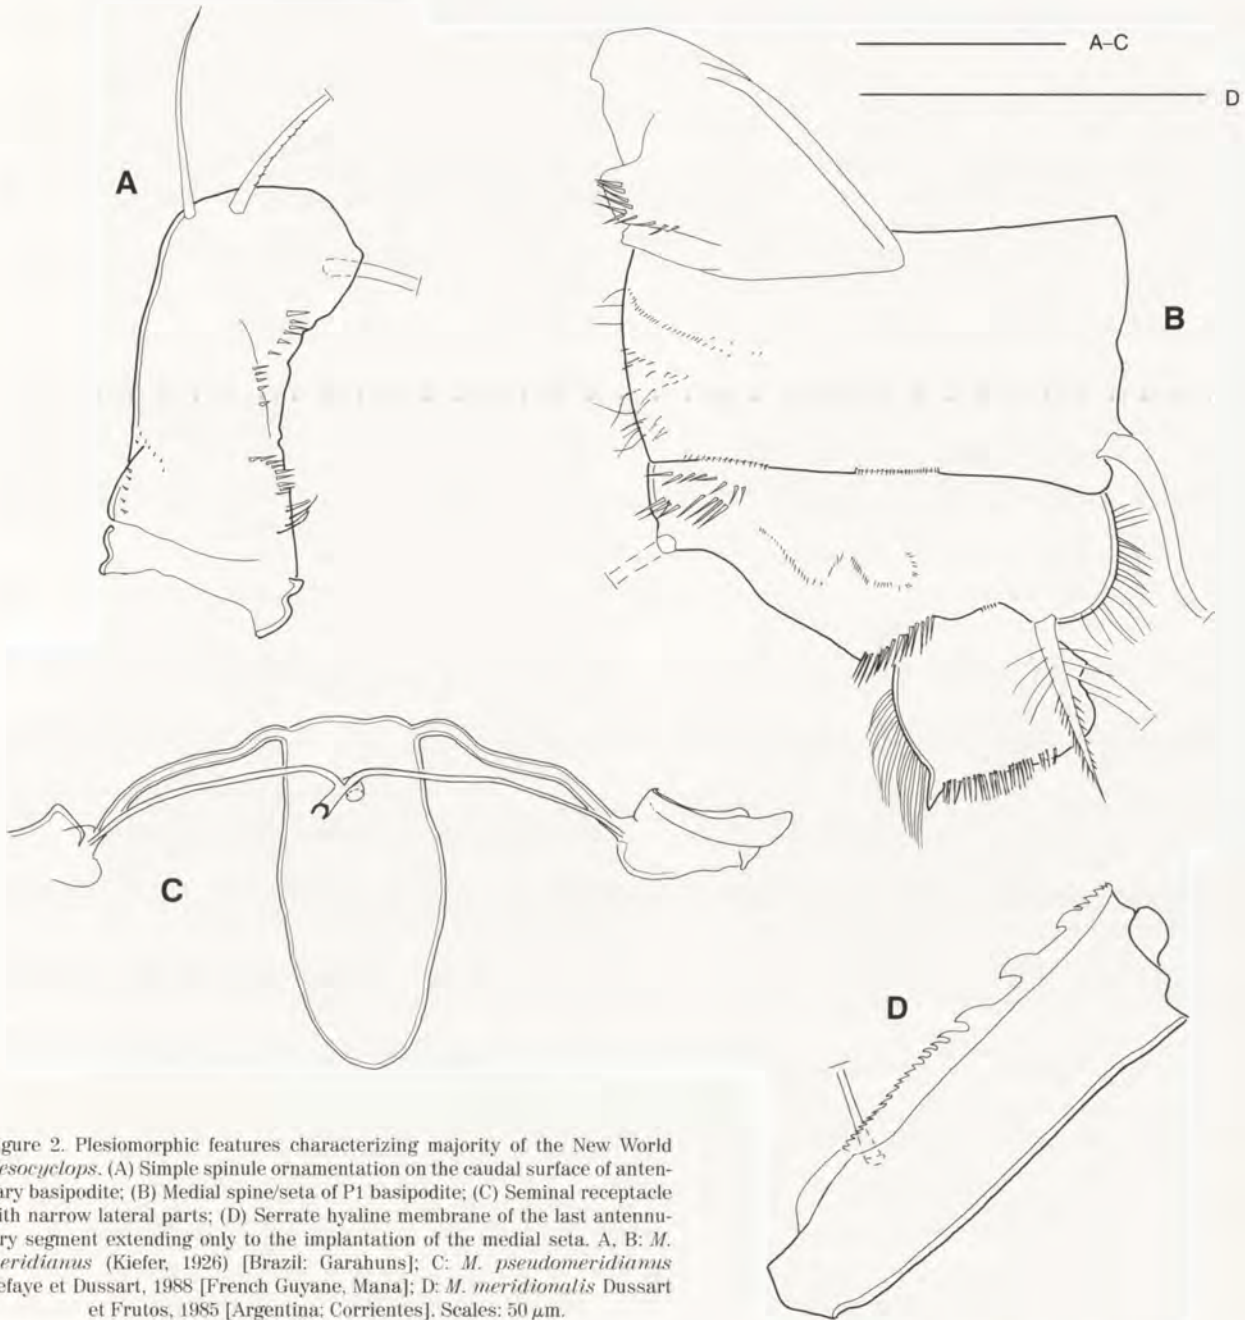 A–C
D
A
B
C
D
gure 2. Plesiomorphic features characterizing majority of the New World
esocyclops. (A) Simple spinule ornamentation on the caudal surface of anten-
ary basipodite; (B) Medial spine/seta of P1 basipodite; (C) Seminal receptacle
ith narrow lateral parts; (D) Serrate hyaline membrane of the last antennu-
ry segment extending only to the implantation of the medial seta. A, B: M.
eridianus (Kiefer, 1926) [Brazil: Garahuns]; C: M. pseudomeridianus
efaye et Dussart, 1988 [French Guyane, Mana]; D: M. meridionalis Dussart
et Frutos, 1985 [Argentina: Corrientes]. Scales: 50 μm.